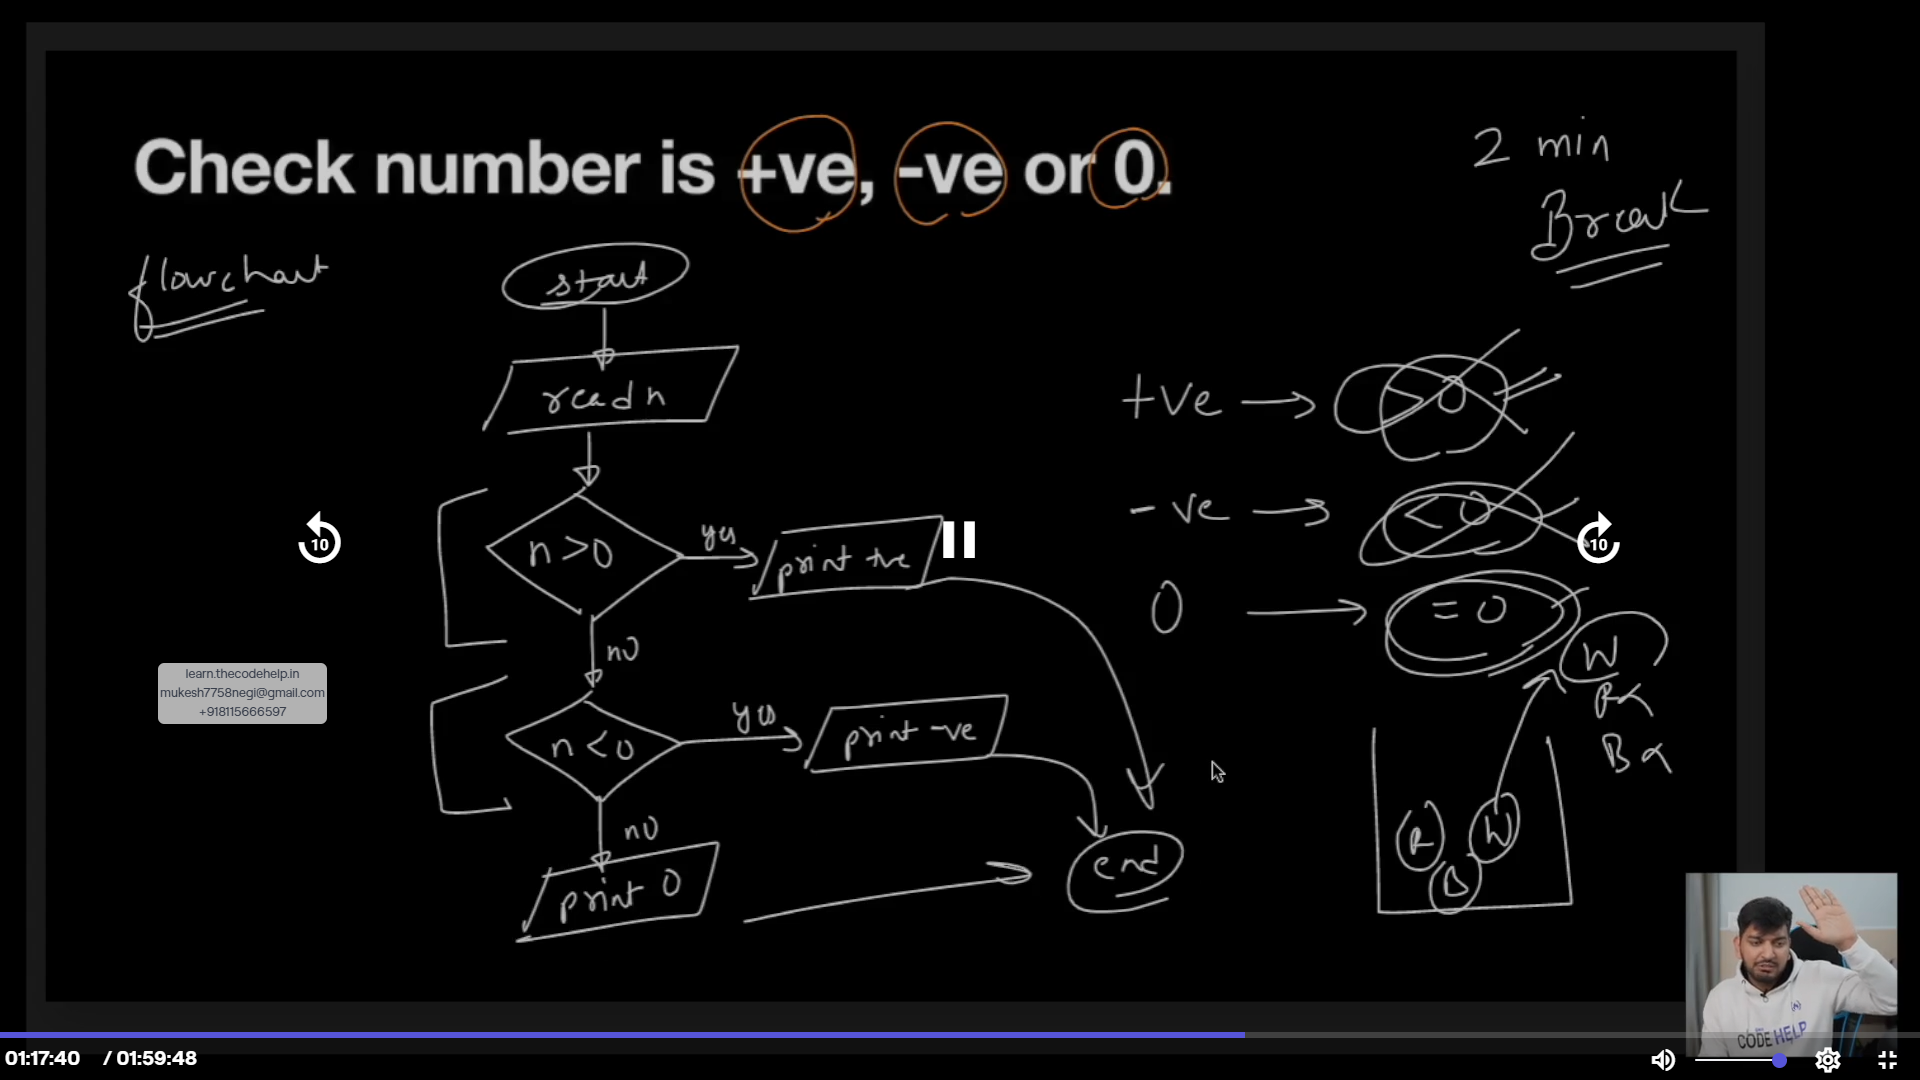 Check number is +ve, -ve or 0.
2 min
Break
flowchart
start
read n
n > 0
yes
print +ve
no
n < 0
yes
print -ve
no
print 0
end
+ve → > 0
-ve → < 0
0 → = 0
W
R x
B x
R W
B
10
10
learn.thecodehelp.in
mukesh7758negi@gmail.com
+918115666597
CODE HELP
01:17:40 / 01:59:48